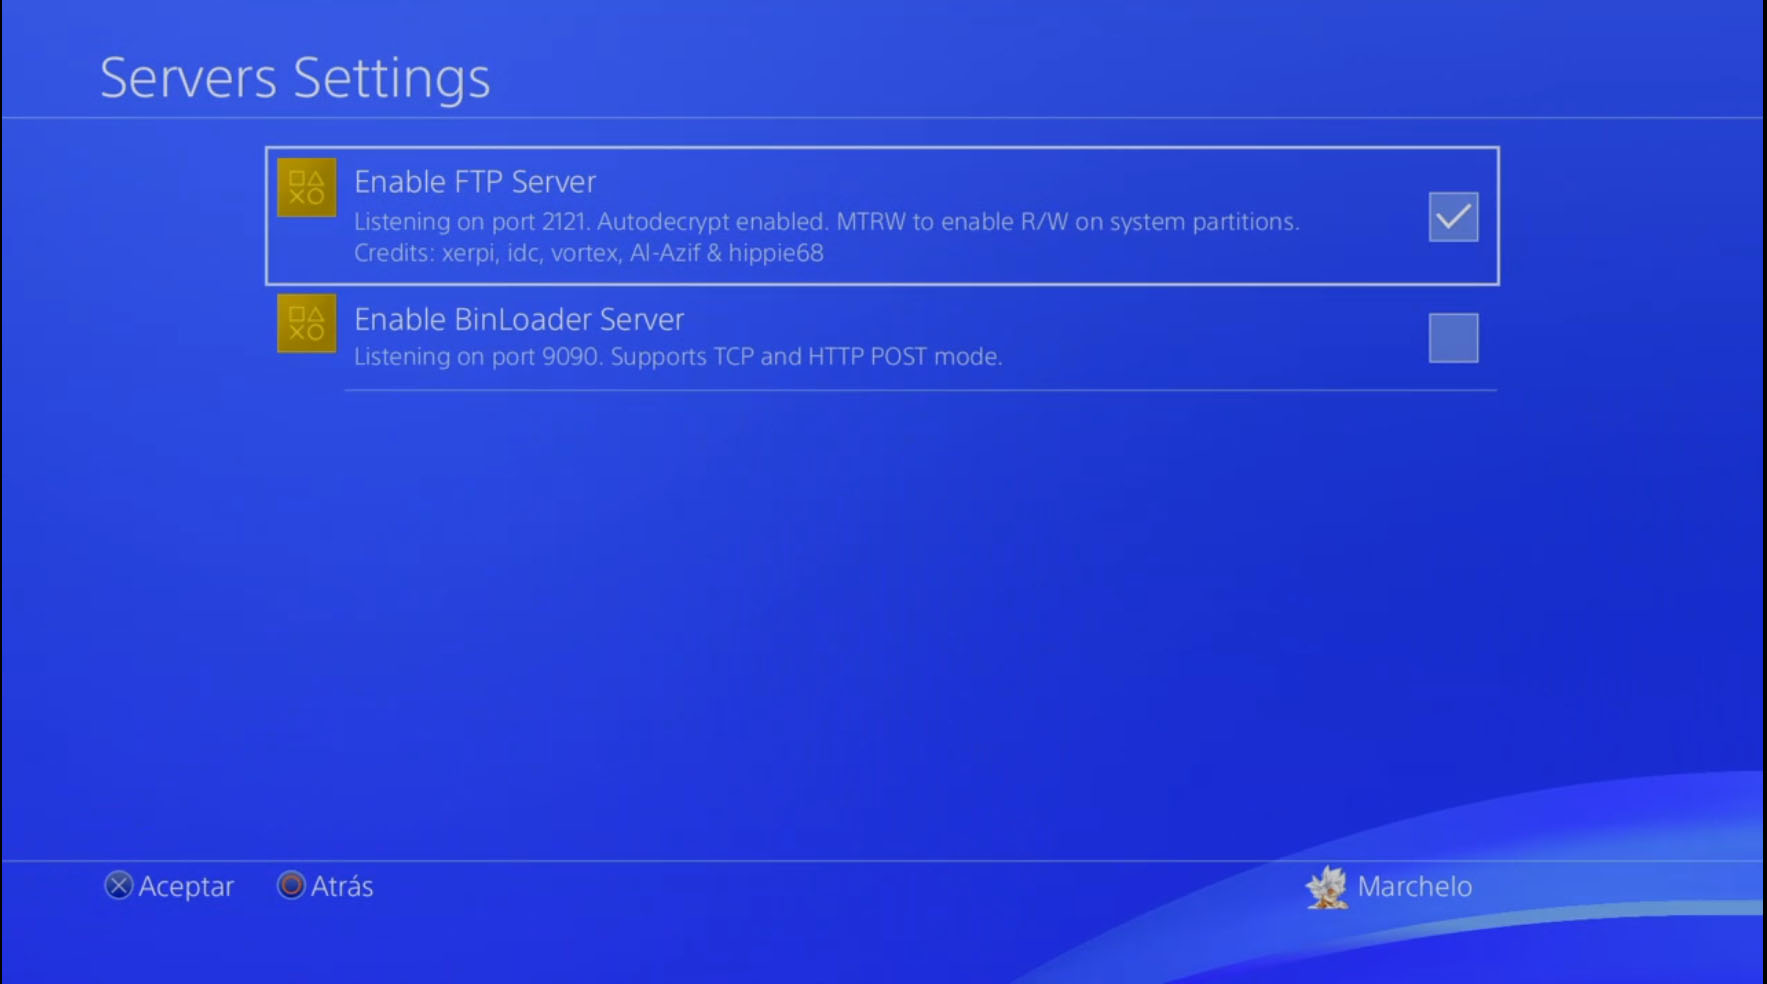 Servers Settings
Enable FTP Server
Listening on port 2121. Autodecrypt enabled. MTRW to enable R/W on system partitions.
Credits: xerpi, idc, vortex, Al-Azif & hippie68
Enable BinLoader Server
Listening on port 9090. Supports TCP and HTTP POST mode.
Aceptar
Atrás
Marchelo